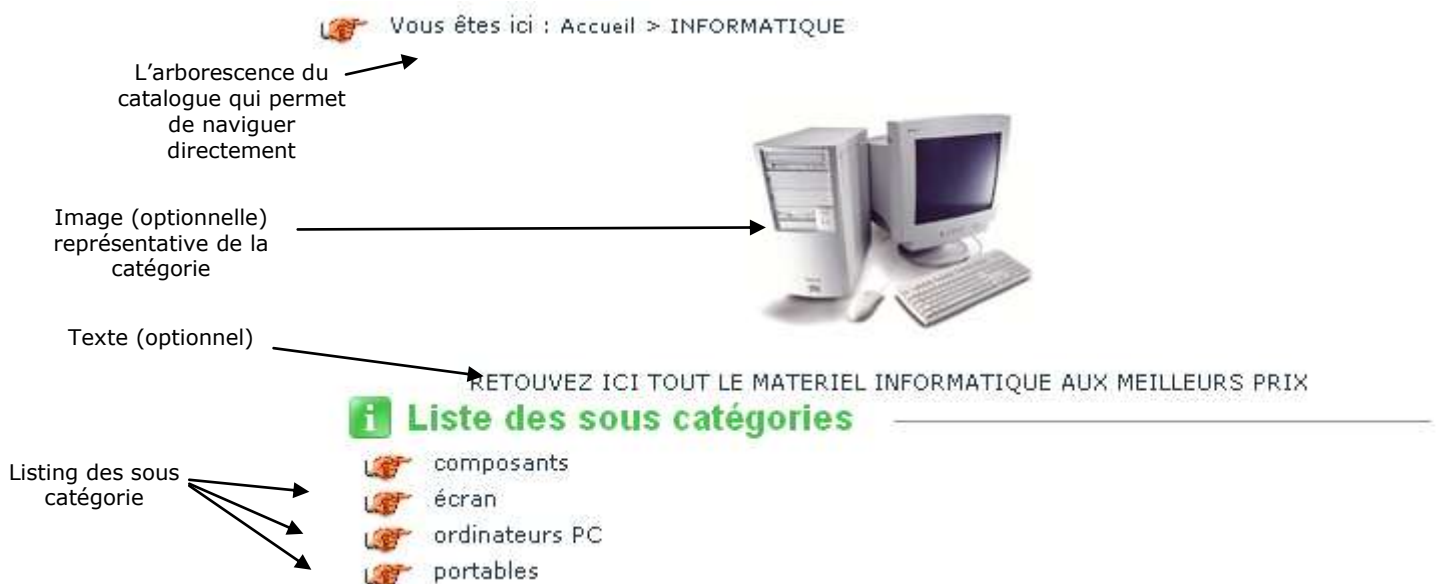 Vous êtes ici : Accueil > INFORMATIQUE
L'arborescence du
catalogue qui permet
de naviguer
directement
Image (optionnelle)
représentative de la
catégorie
Texte (optionnel)
RETOUVEZ ICI TOUT LE MATERIEL INFORMATIQUE AUX MEILLEURS PRIX
i Liste des sous catégories
Listing des sous
catégorie
composants
écran
ordinateurs PC
portables